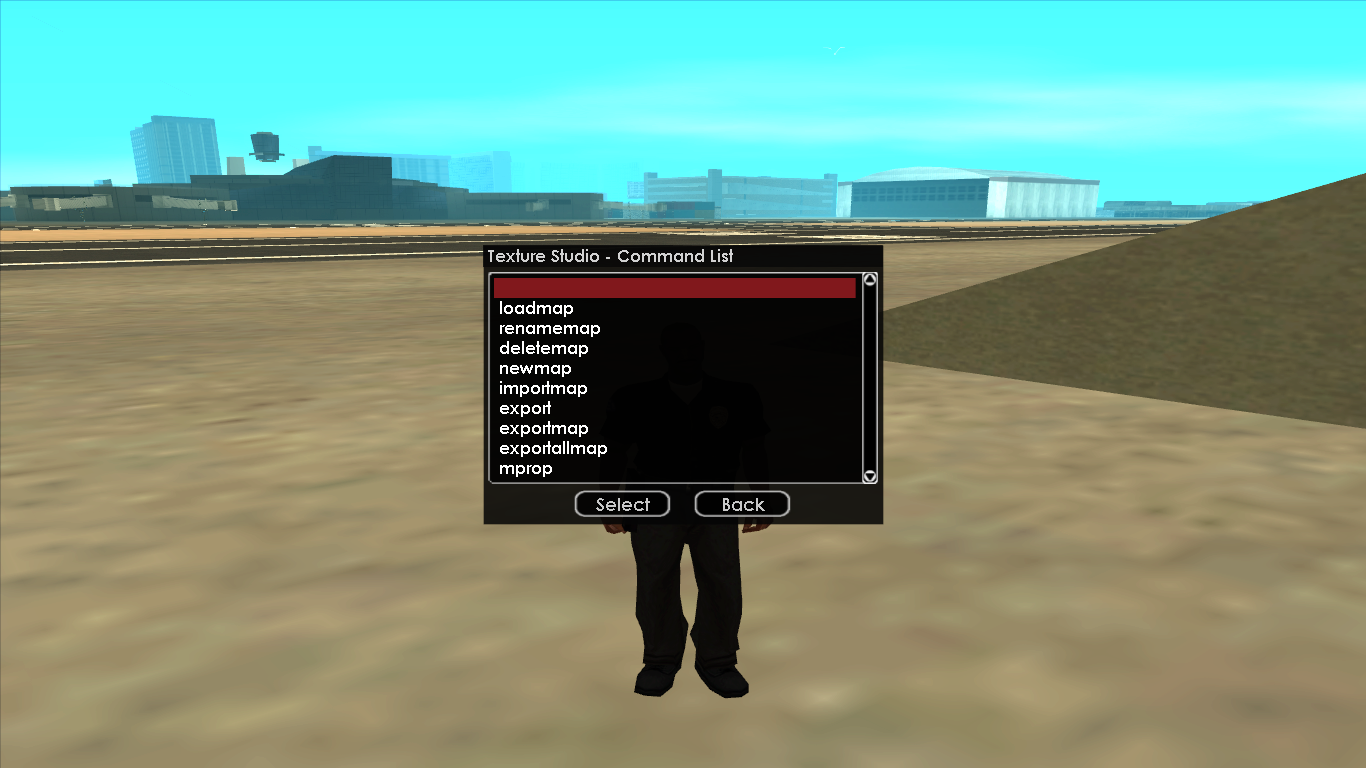 Texture Studio - Command List
loadmap
renamemap
deletemap
newmap
importmap
export
exportmap
exportallmap
mprop
Select
Back